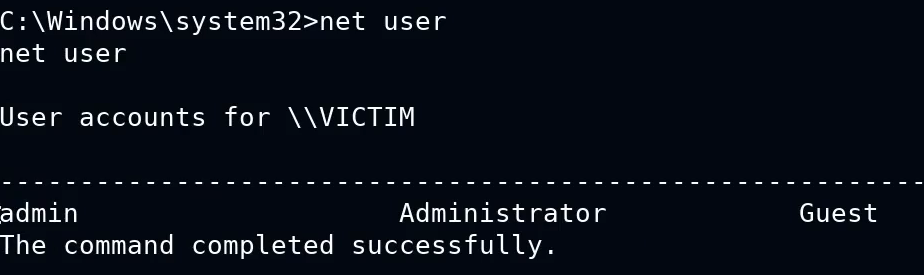 C:\Windows\system32>net user
net user
User accounts for \\VICTIM
-----------------------------------------------------------
admin                    Administrator            Guest
The command completed successfully.